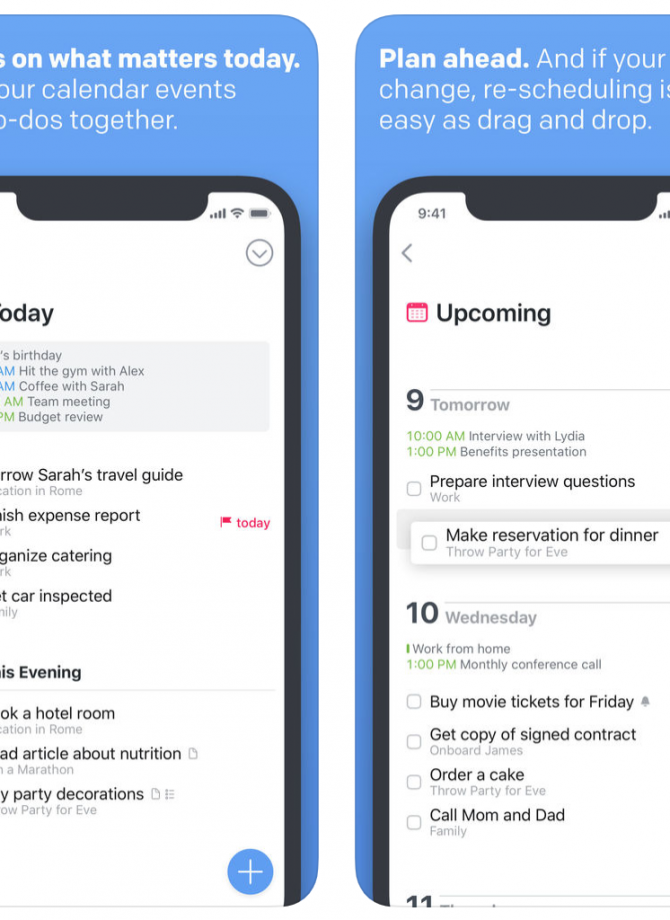 s on what matters today.
our calendar events
o-dos together.
oday
's birthday
AM Hit the gym with Alex
AM Coffee with Sarah
AM Team meeting
PM Budget review
rrow Sarah's travel guide
cation in Rome
ish expense report
rk
today
ganize catering
rk
t car inspected
mily
is Evening
ok a hotel room
cation in Rome
ad article about nutrition
n a Marathon
y party decorations
ow Party for Eve
Plan ahead. And if your
change, re-scheduling is
easy as drag and drop.
9:41
Upcoming
9 Tomorrow
10:00 AM Interview with Lydia
1:00 PM Benefits presentation
Prepare interview questions
Work
Make reservation for dinner
Throw Party for Eve
10 Wednesday
Work from home
1:00 PM Monthly conference call
Buy movie tickets for Friday
Get copy of signed contract
Onboard James
Order a cake
Throw Party for Eve
Call Mom and Dad
Family
11